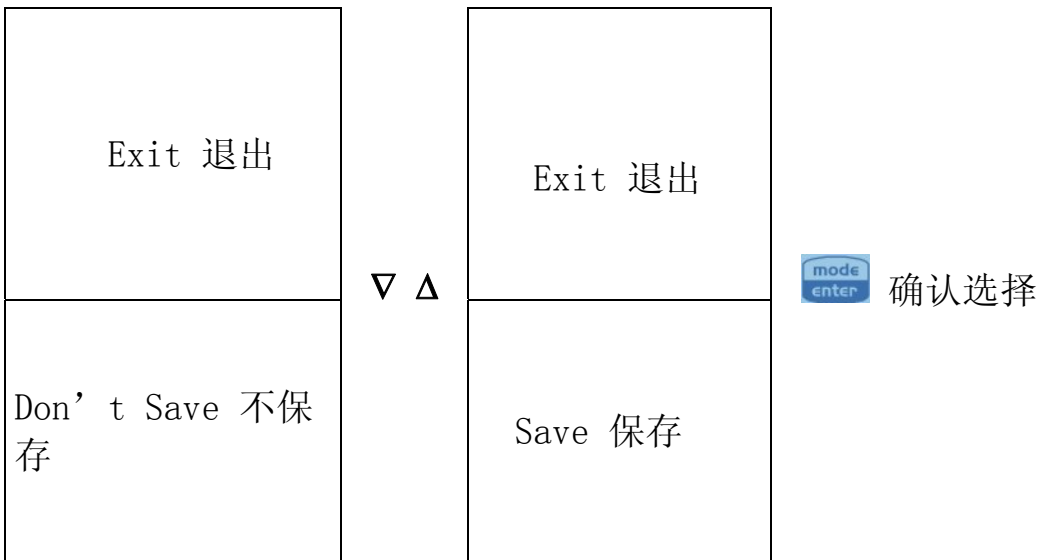 Exit 退出
Don’t Save 不保
存
∇ Δ
Exit 退出
Save 保存
mode
enter
确认选择